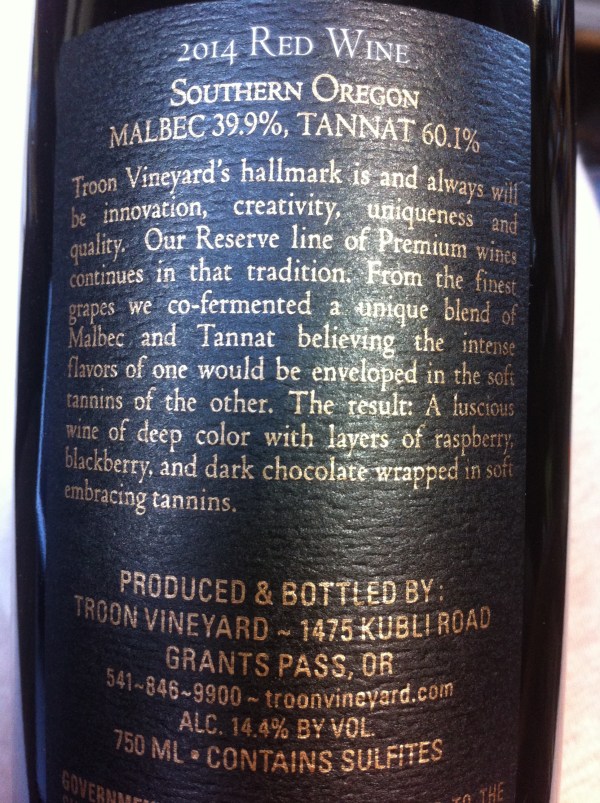 2014 RED WINE
SOUTHERN OREGON
MALBEC 39.9%, TANNAT 60.1%
Troon Vineyard's hallmark is and always will
be innovation, creativity, uniqueness and
quality. Our Reserve line of Premium wines
continues in that tradition. From the finest
grapes we co-fermented a unique blend of
Malbec and Tannat believing the intense
flavors of one would be enveloped in the soft
tannins of the other. The result: A luscious
wine of deep color with layers of raspberry,
blackberry, and dark chocolate wrapped in soft
embracing tannins.
PRODUCED & BOTTLED BY:
TROON VINEYARD ~ 1475 KUBLI ROAD
GRANTS PASS, OR
541~846~9900 ~ troonvineyard.com
ALC. 14.4% BY VOL.
750 ML • CONTAINS SULFITES
THE